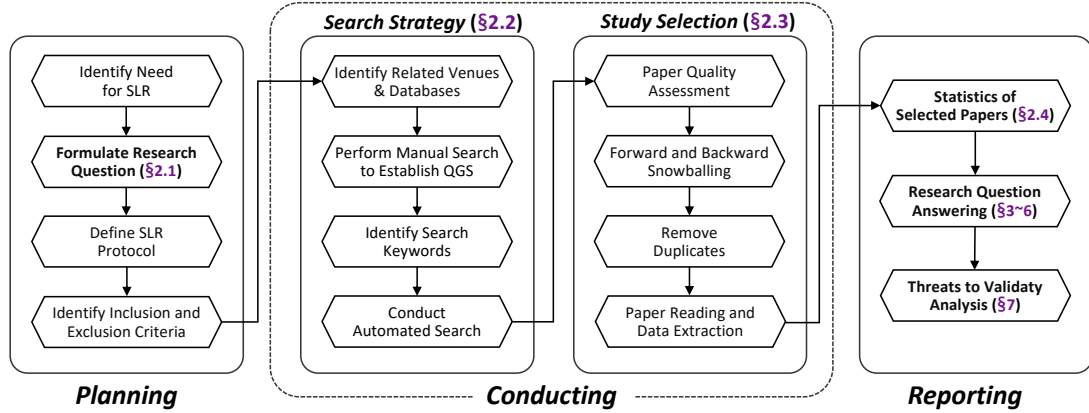 Search Strategy (§2.2)
Study Selection (§2.3)
Identify Need
for SLR
Formulate Research
Question (§2.1)
Define SLR
Protocol
Identify Inclusion and
Exclusion Criteria
Identify Related Venues
& Databases
Perform Manual Search
to Establish QGS
Identify Search
Keywords
Conduct
Automated Search
Paper Quality
Assessment
Forward and Backward
Snowballing
Remove
Duplicates
Paper Reading and
Data Extraction
Statistics of
Selected Papers (§2.4)
Research Question
Answering (§3~6)
Threats to Validaty
Analysis (§7)
Planning
Conducting
Reporting